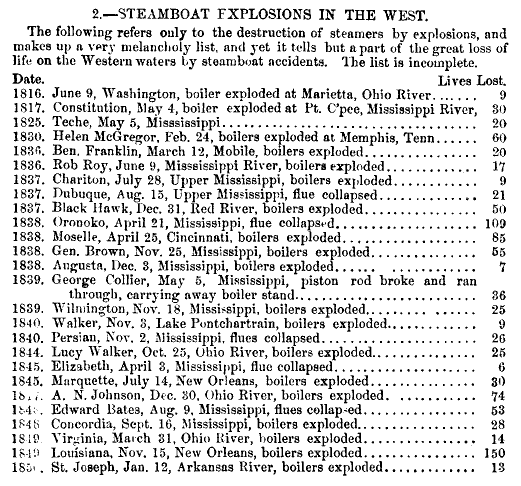 2.—STEAMBOAT EXPLOSIONS IN THE WEST.
The following refers only to the destruction of steamers by explosions, and
makes up a very melancholy list, and yet it tells but a part of the great loss of
life on the Western waters by steamboat accidents. The list is incomplete.
Date. Lives Lost.
1816. June 9, Washington, boiler exploded at Marietta, Ohio River....... 9
1817. Constitution, May 4, boiler exploded at Pt. C'pee, Mississippi River, 30
1825. Teche, May 5, Mississippi........................................ 20
1830. Helen McGregor, Feb. 24, boilers exploded at Memphis, Tenn...... 60
1836. Ben. Franklin, March 12, Mobile, boilers exploded................ 20
1836. Rob Roy, June 9, Mississippi River, boilers exploded............. 17
1837. Chariton, July 28, Upper Mississippi, boilers exploded........... 9
1837. Dubuque, Aug. 15, Upper Mississippi, flue collapsed.............. 21
1837. Black Hawk, Dec. 31, Red River, boilers exploded................. 50
1838. Oronoko, April 21, Mississippi, flue collapsed................... 109
1838. Moselle, April 25, Cincinnati, boilers exploded.................. 85
1838. Gen. Brown, Nov. 25, Mississippi, boilers exploded............... 55
1838. Augusta, Dec. 3, Mississippi, boilers exploded................... 7
1839. George Collier, May 5, Mississippi, piston rod broke and ran
through, carrying away boiler stand.............................. 36
1839. Wilmington, Nov. 18, Mississippi, boilers exploded............... 25
1840. Walker, Nov. 3, Lake Pontchartrain, boilers exploded............. 9
1840. Persian, Nov. 2, Mississippi, flues collapsed.................... 26
1844. Lucy Walker, Oct. 25, Ohio River, boilers exploded............... 25
1845. Elizabeth, April 3, Mississippi, flue collapsed.................. 6
1845. Marquette, July 14, New Orleans, boilers exploded................ 30
A. N. Johnson, Dec. 30, Ohio River, boilers exploded............. 74
Edward Bates, Aug. 9, Mississippi, flues collapsed............... 53
1848 Concordia, Sept. 16, Mississippi, boilers exploded............... 28
1849 Virginia, March 31, Ohio River, boilers exploded................. 14
1849 Louisiana, Nov. 15, New Orleans, boilers exploded................ 150
St. Joseph, Jan. 12, Arkansas River, boilers exploded............ 13